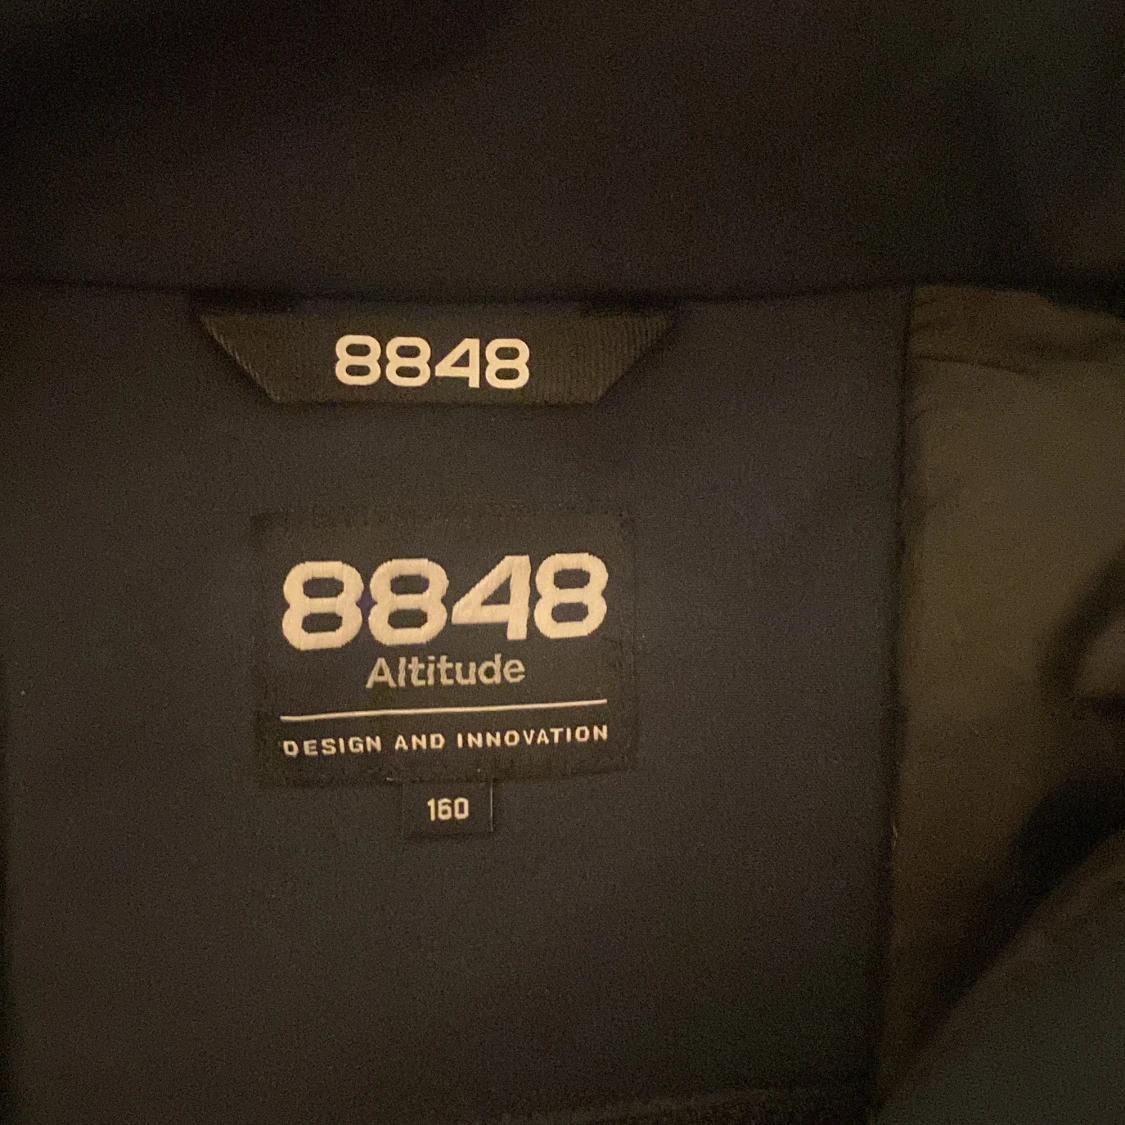 8848
8848
Altitude
DESIGN AND INNOVATION
160